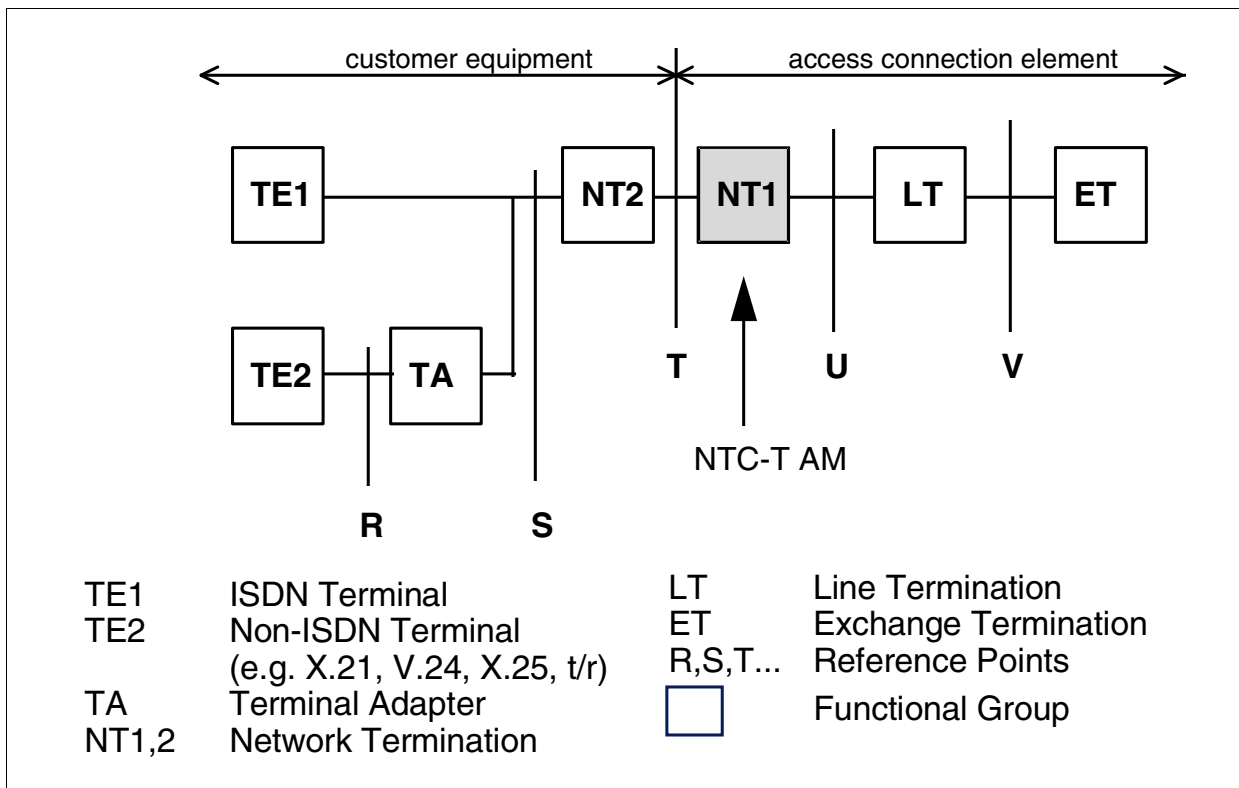 customer equipment
access connection element
TE1
NT2
NT1
LT
ET
TE2
TA
T
U
V
NTC-T AM
R
S
TE1 ISDN Terminal
TE2 Non-ISDN Terminal
(e.g. X.21, V.24, X.25, t/r)
TA Terminal Adapter
NT1,2 Network Termination
LT Line Termination
ET Exchange Termination
R,S,T... Reference Points
Functional Group